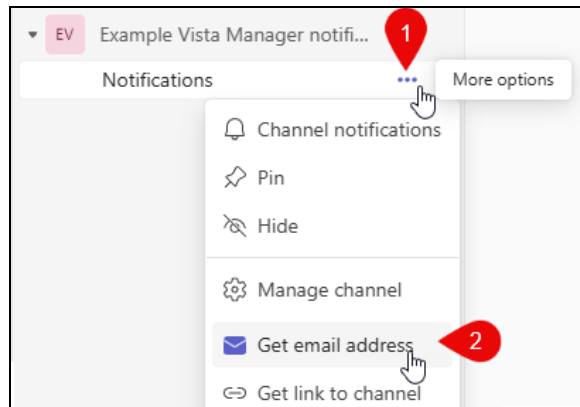 EV Example Vista Manager notifi...
1
Notifications ...
More options
Channel notifications
Pin
Hide
Manage channel
Get email address
2
Get link to channel